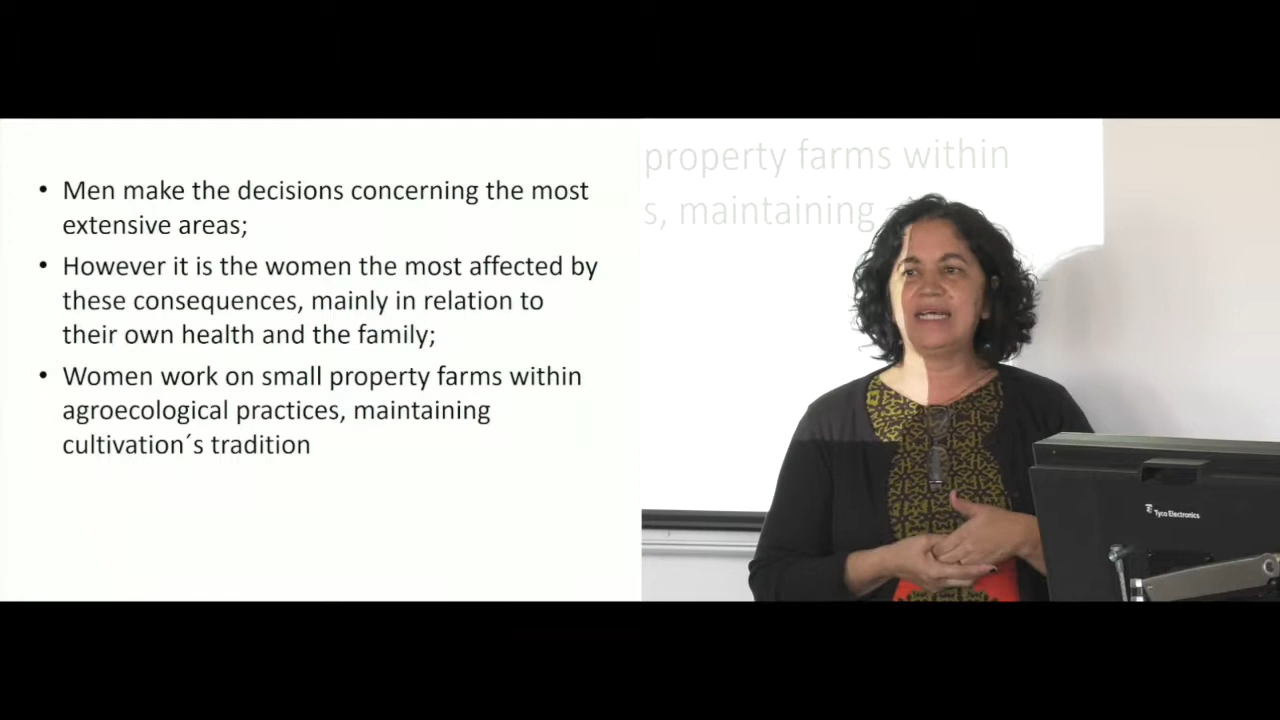 • Men make the decisions concerning the most
extensive areas;
• However it is the women the most affected by
these consequences, mainly in relation to
their own health and the family;
• Women work on small property farms within
agroecological practices, maintaining
cultivation´s tradition
property farms within
s, maintaining
Tyco Electronics